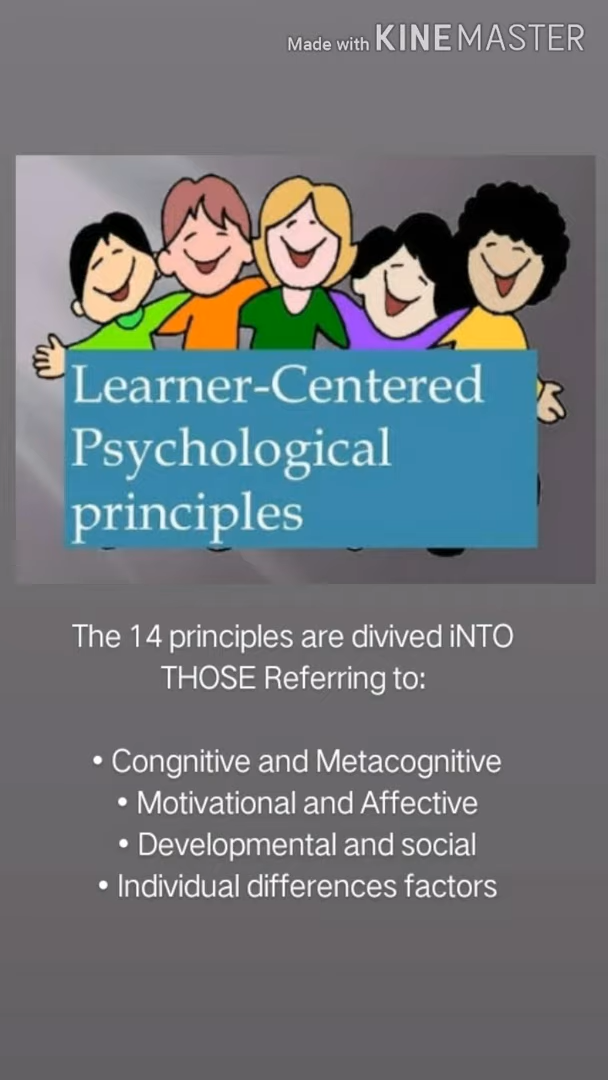 Made with KINEMASTER
Learner-Centered
Psychological
principles
The 14 principles are divived iNTO
THOSE Referring to:
• Congnitive and Metacognitive
• Motivational and Affective
• Developmental and social
• Individual differences factors